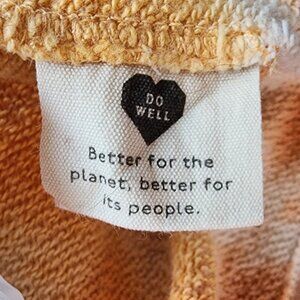 DO
WELL
Better for the
planet, better for
its people.